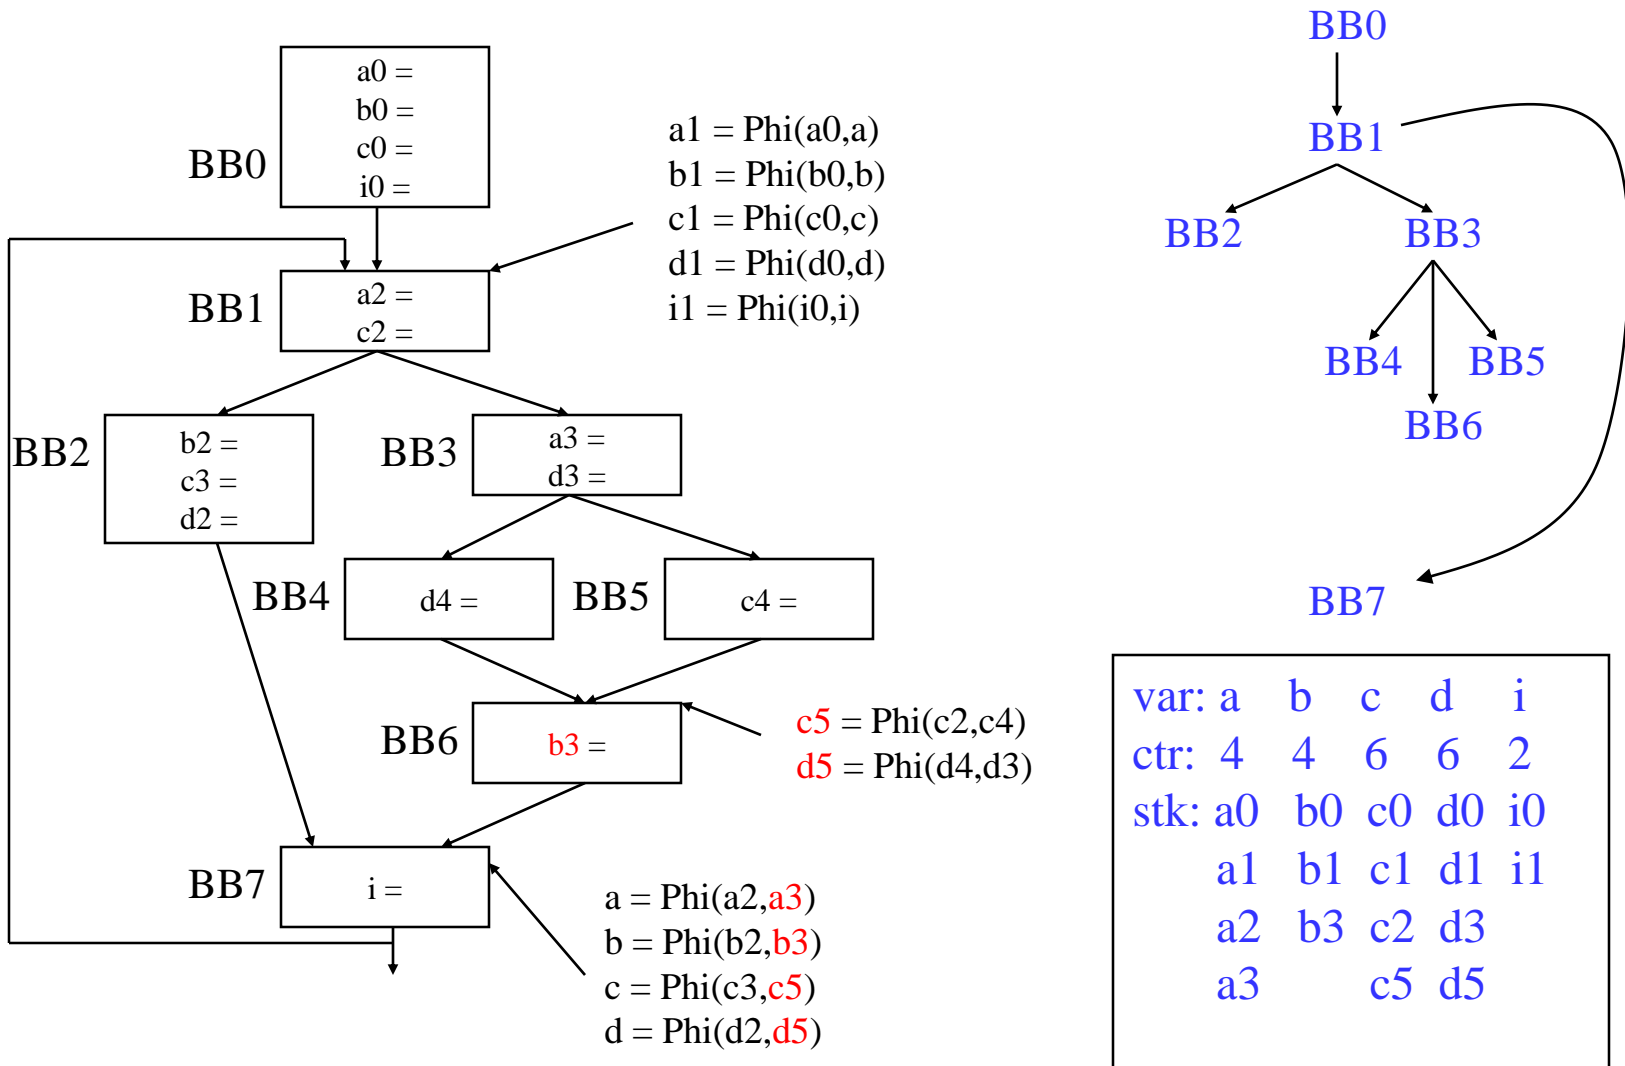 BB0
a0 =
b0 =
c0 =
i0 =
a1 = Phi(a0,a)
b1 = Phi(b0,b)
c1 = Phi(c0,c)
d1 = Phi(d0,d)
i1 = Phi(i0,i)
BB1
a2 =
c2 =
BB2
b2 =
c3 =
d2 =
BB3
a3 =
d3 =
BB4
d4 =
BB5
c4 =
BB6
b3 =
c5 = Phi(c2,c4)
d5 = Phi(d4,d3)
BB7
i =
a = Phi(a2,a3)
b = Phi(b2,b3)
c = Phi(c3,c5)
d = Phi(d2,d5)
BB0
BB1
BB2 BB3
BB4 BB5
BB6
BB7
var: a b c d i
ctr: 4 4 6 6 2
stk: a0 b0 c0 d0 i0
a1 b1 c1 d1 i1
a2 b3 c2 d3
a3 c5 d5